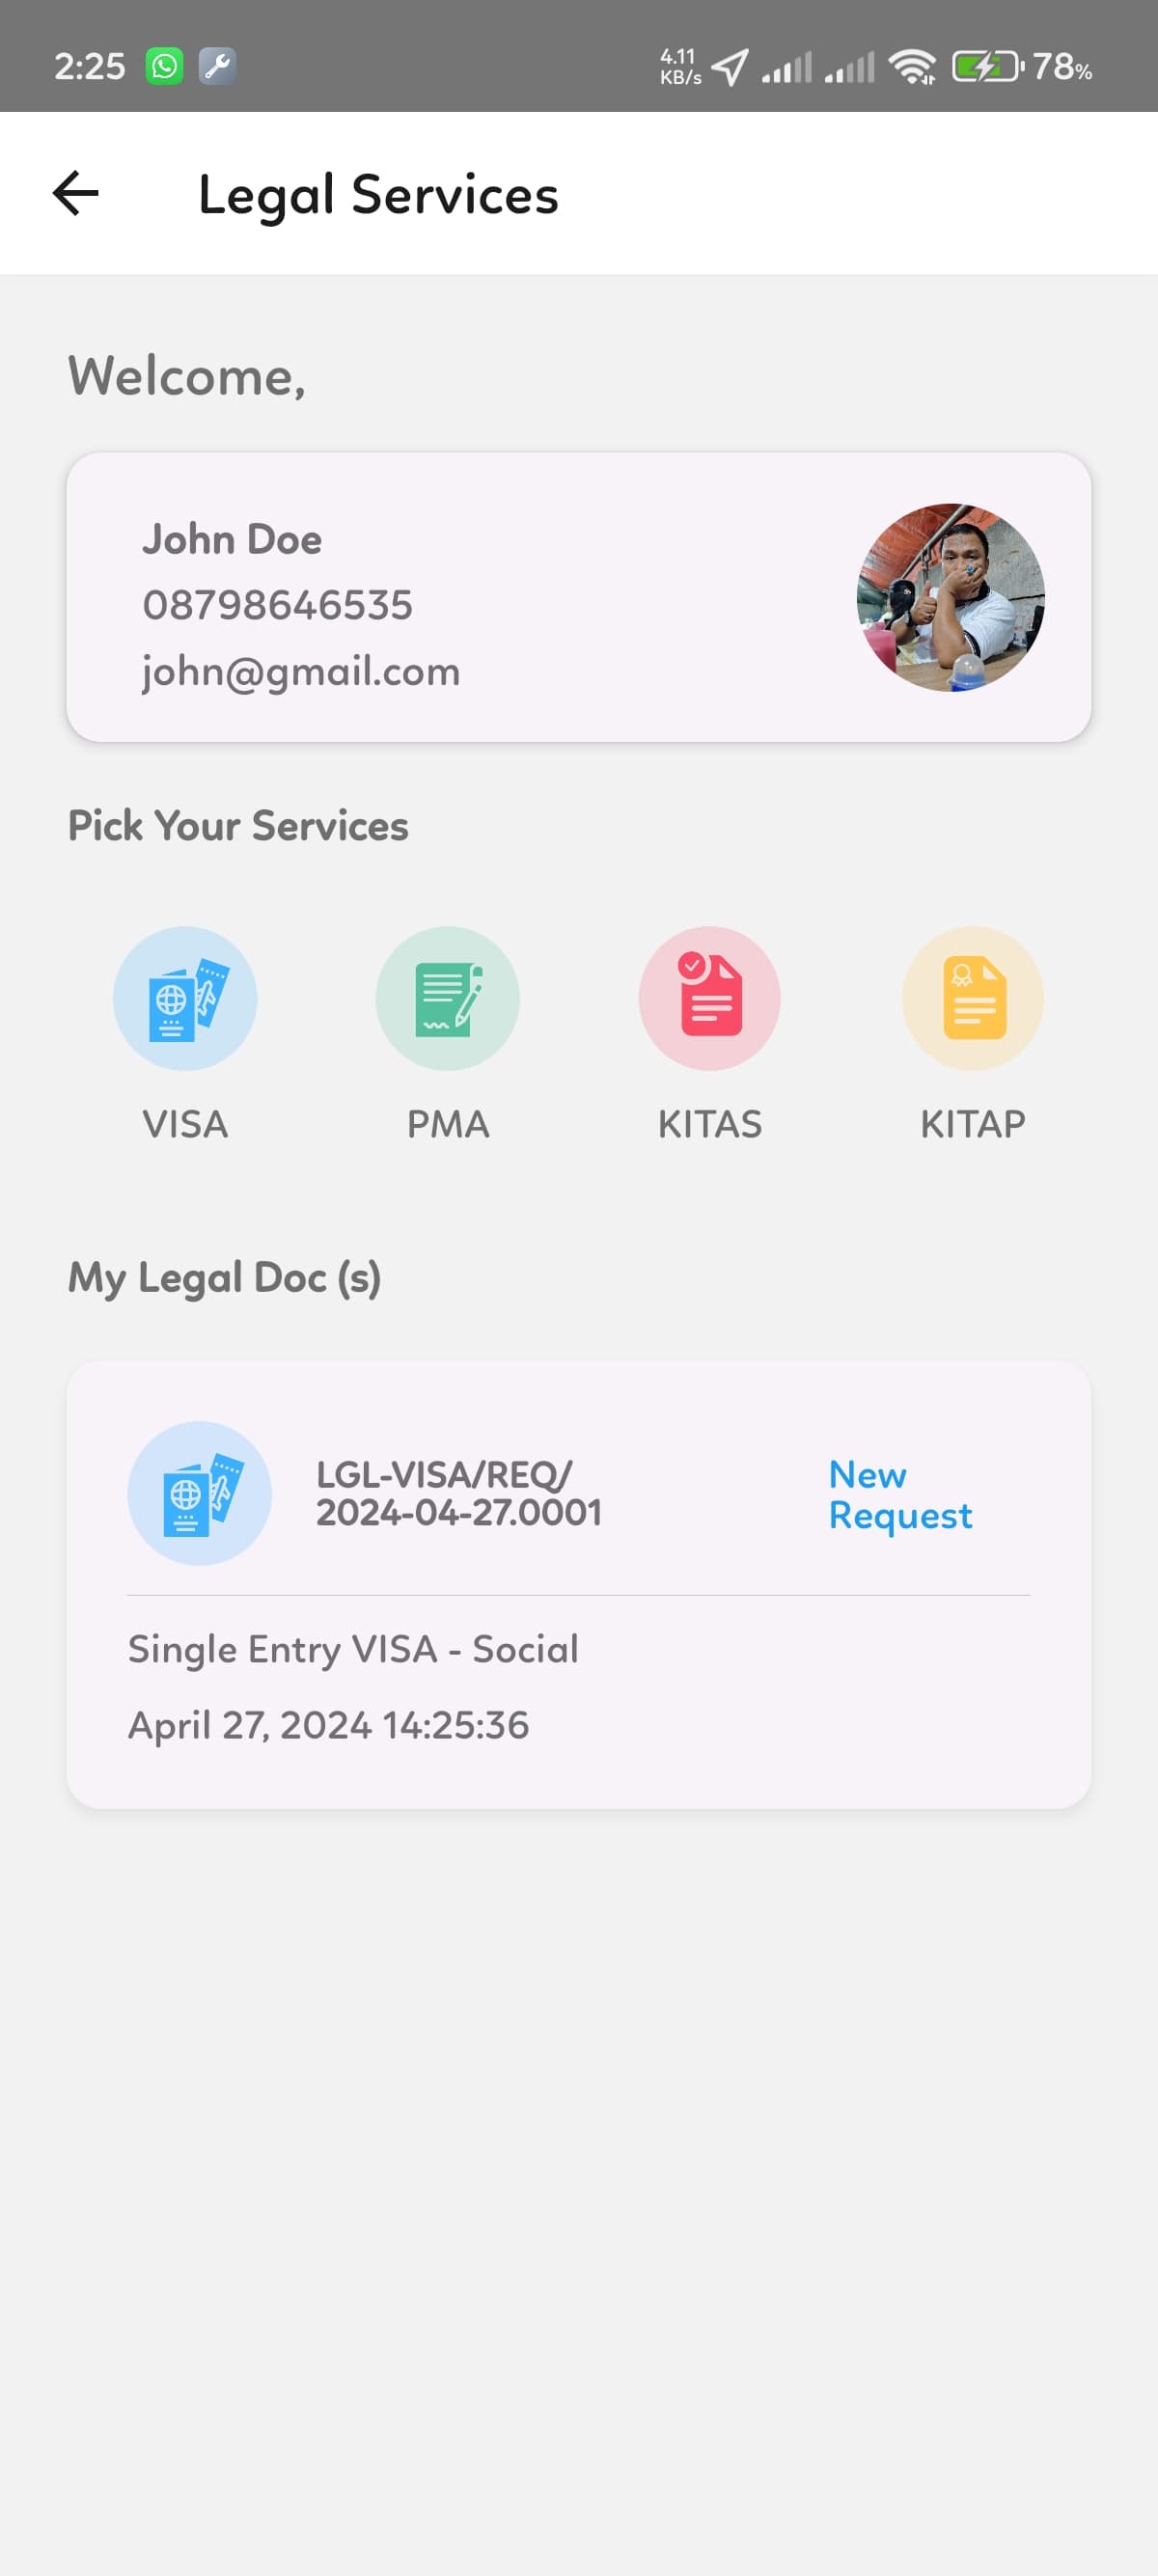 2:25
4.11
KB/s
78%
Legal Services
Welcome,
John Doe
08798646535
john@gmail.com
Pick Your Services
VISA PMA KITAS KITAP
My Legal Doc (s)
LGL-VISA/REQ/
2024-04-27.0001
New
Request
Single Entry VISA - Social
April 27, 2024 14:25:36